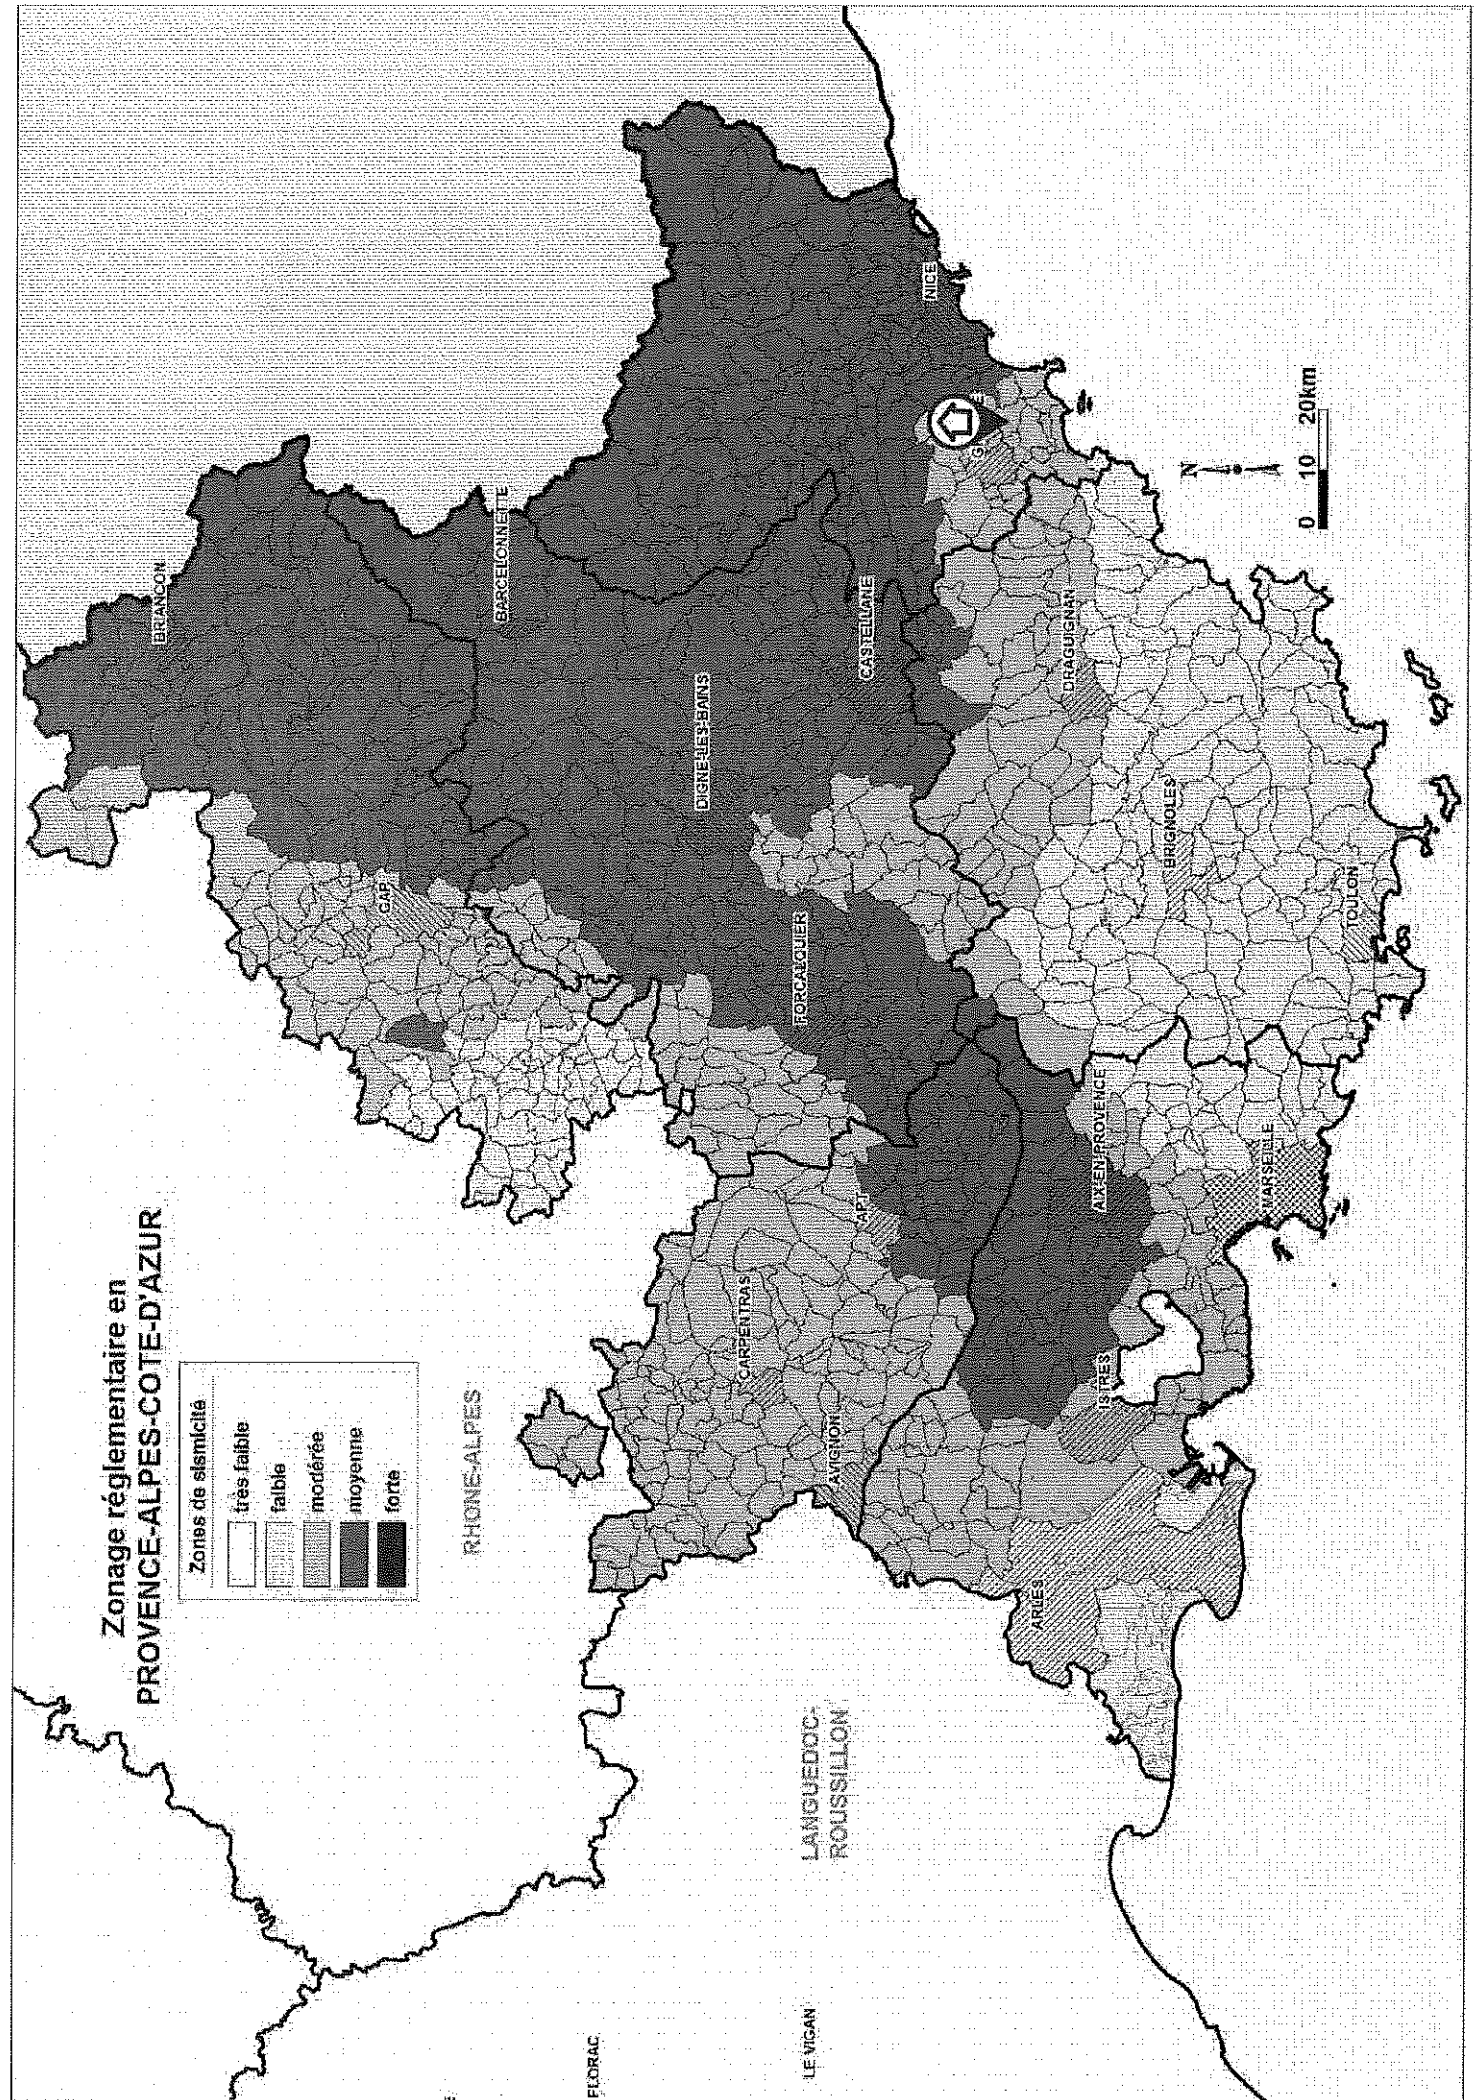 Zonage réglementaire en
PROVENCE-ALPES-COTE-D'AZUR
Zones de sismicité
très faible
faible
modérée
moyenne
forte
RHONE-ALPES
LANGUEDOC-
ROUSSILLON
FLORAC
LE VIGAN
BRIANCON
GAP
BARCELONNETTE
DIGNE-LES-BAINS
FORCALQUIER
CASTELLANE
CARPENTRAS
AVIGNON
APT
NICE
ARLES
ISTRES
AIX-EN-PROVENCE
MARSEILLE
BRIGNOLES
DRAGUIGNAN
TOULON
N
0 10 20km